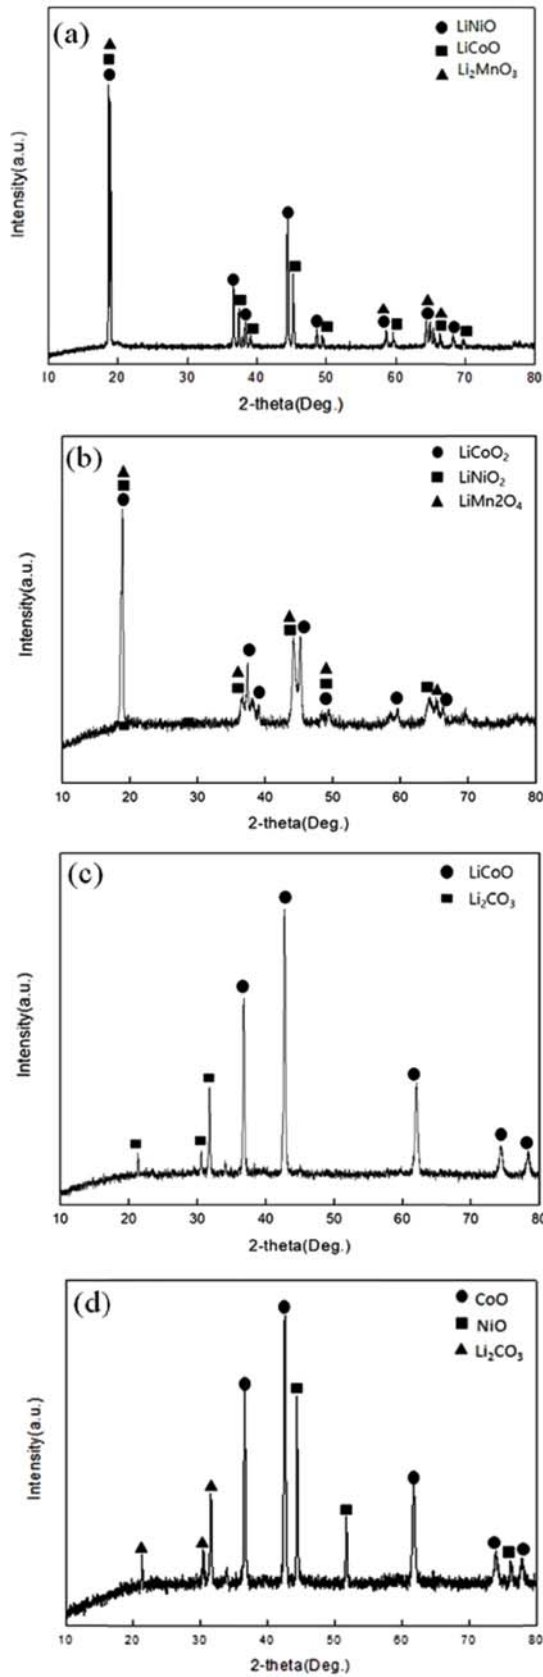 (a)
LiNiO
LiCoO
Li₂MnO₃
Intensity(a.u.)
10 20 30 40 50 60 70 80
2-theta(Deg.)
(b)
LiCoO₂
LiNiO₂
LiMn2O₄
Intensity(a.u.)
10 20 30 40 50 60 70 80
2-theta(Deg.)
(c)
LiCoO
Li₂CO₃
Intensity(a.u.)
10 20 30 40 50 60 70 80
2-theta(Deg.)
(d)
CoO
NiO
Li₂CO₃
Intensity(a.u.)
10 20 30 40 50 60 70 80
2-theta(Deg.)